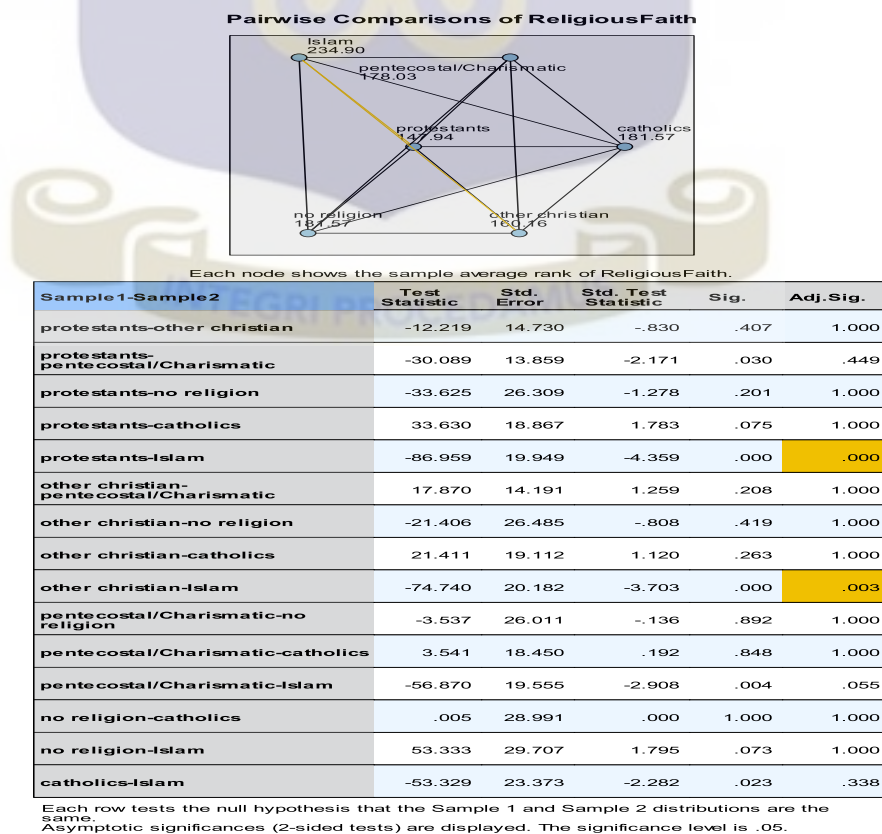 Pairwise Comparisons of ReligiousFaith
Islam
234.90
pentecostal/Charismatic
178.03
protestants
147.94
catholics
181.57
no religion
181.57
other christian
160.16
Each node shows the sample average rank of ReligiousFaith.
INTEGRI PROCEDAMUS
Sample1-Sample2 Test Statistic Std. Error Std. Test Statistic Sig. Adj.Sig.
protestants-other christian -12.219 14.730 -.830 .407 1.000
protestants-
pentecostal/Charismatic -30.089 13.859 -2.171 .030 .449
protestants-no religion -33.625 26.309 -1.278 .201 1.000
protestants-catholics 33.630 18.867 1.783 .075 1.000
protestants-Islam -86.959 19.949 -4.359 .000 .000
other christian-
pentecostal/Charismatic 17.870 14.191 1.259 .208 1.000
other christian-no religion -21.406 26.485 -.808 .419 1.000
other christian-catholics 21.411 19.112 1.120 .263 1.000
other christian-Islam -74.740 20.182 -3.703 .000 .003
pentecostal/Charismatic-no
religion -3.537 26.011 -.136 .892 1.000
pentecostal/Charismatic-catholics 3.541 18.450 .192 .848 1.000
pentecostal/Charismatic-Islam -56.870 19.555 -2.908 .004 .055
no religion-catholics .005 28.991 .000 1.000 1.000
no religion-Islam 53.333 29.707 1.795 .073 1.000
catholics-Islam -53.329 23.373 -2.282 .023 .338
Each row tests the null hypothesis that the Sample 1 and Sample 2 distributions are the
same.
Asymptotic significances (2-sided tests) are displayed. The significance level is .05.